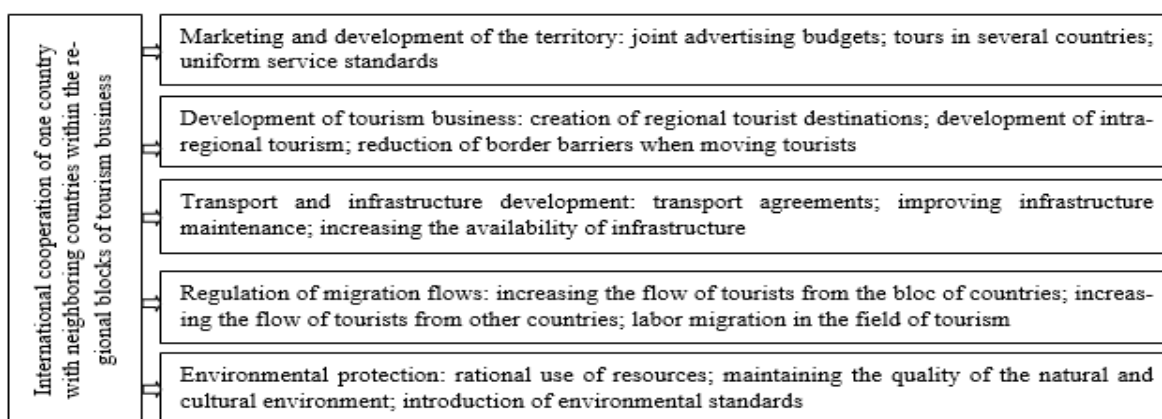 International cooperation of one country
with neighboring countries within the re-
gional blocks of tourism business
Marketing and development of the territory: joint advertising budgets; tours in several countries;
uniform service standards
Development of tourism business: creation of regional tourist destinations; development of intra-
regional tourism; reduction of border barriers when moving tourists
Transport and infrastructure development: transport agreements; improving infrastructure
maintenance; increasing the availability of infrastructure
Regulation of migration flows: increasing the flow of tourists from the bloc of countries; increas-
ing the flow of tourists from other countries; labor migration in the field of tourism
Environmental protection: rational use of resources; maintaining the quality of the natural and
cultural environment; introduction of environmental standards